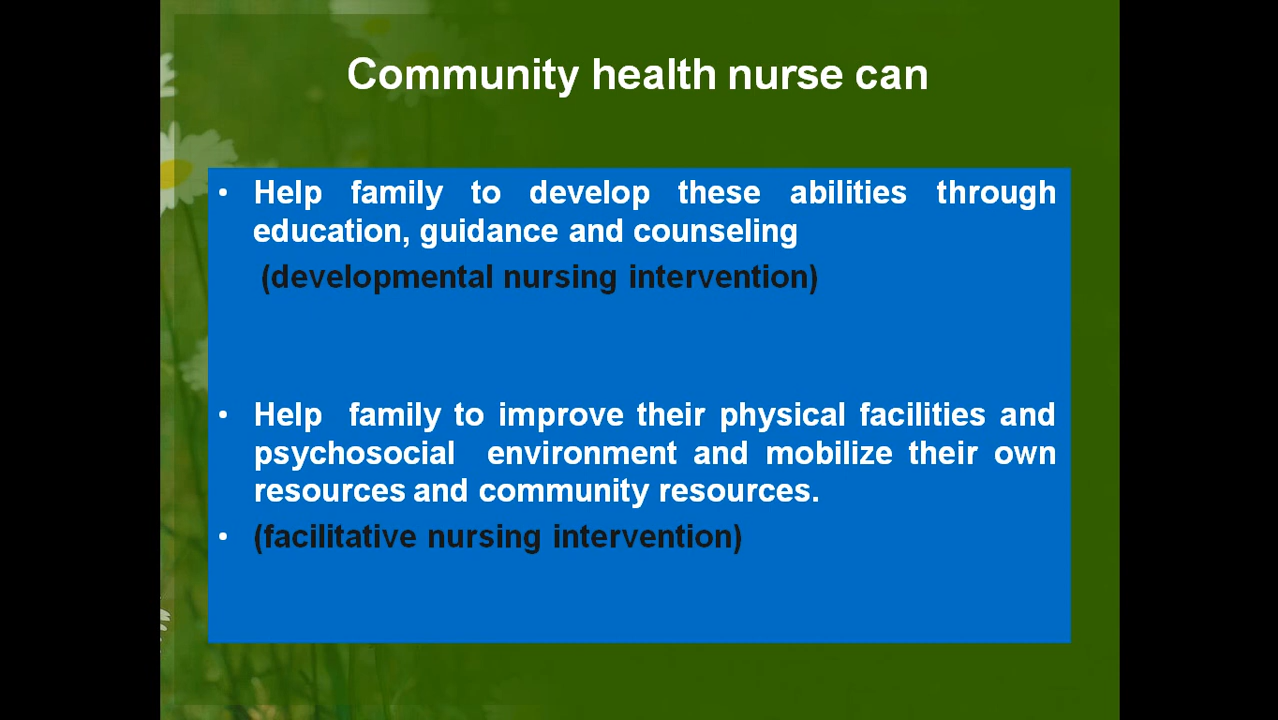 Community health nurse can
• Help family to develop these abilities through
education, guidance and counseling
(developmental nursing intervention)
• Help family to improve their physical facilities and
psychosocial environment and mobilize their own
resources and community resources.
• (facilitative nursing intervention)